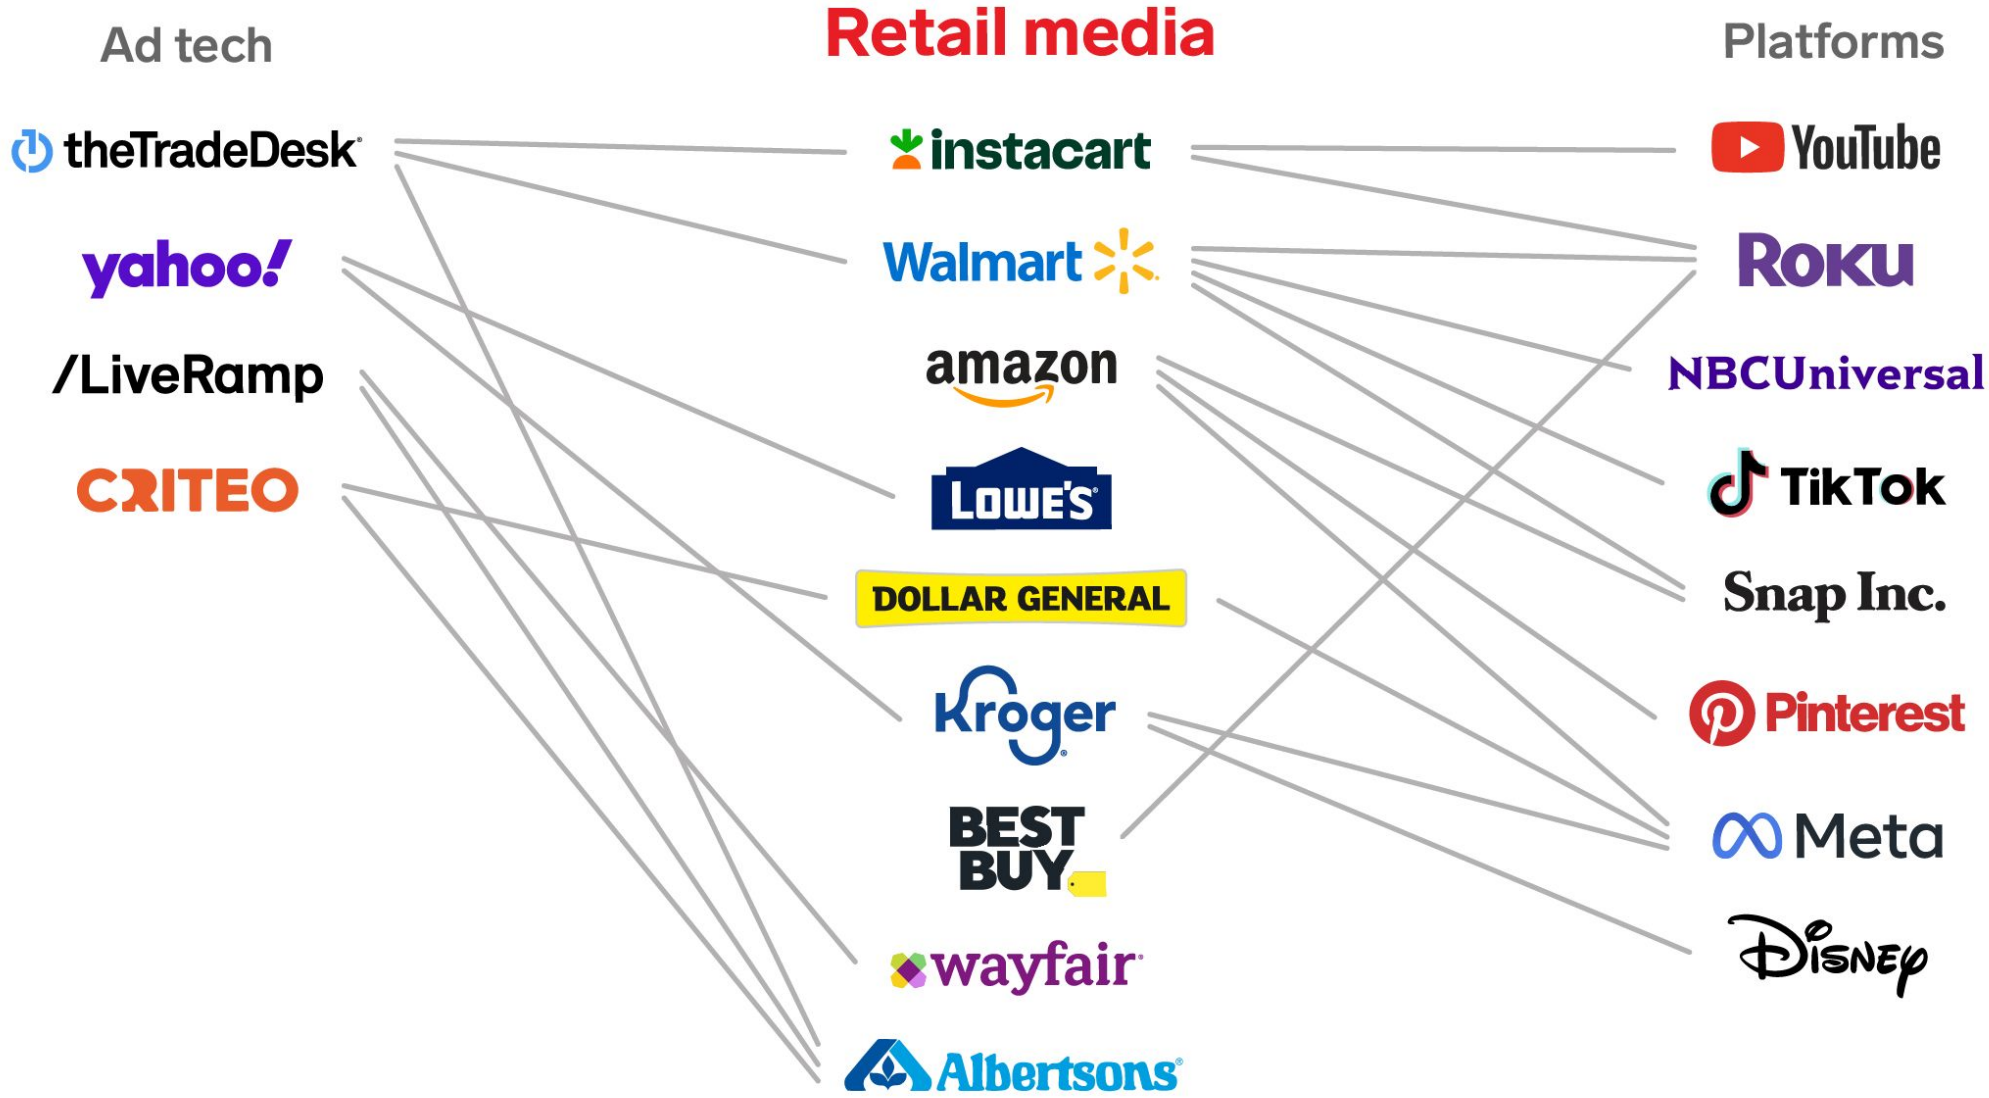 Ad tech
Retail media
Platforms
theTradeDesk
yahoo!
/LiveRamp
CRITEO
instacart
Walmart
amazon
LOWE'S
DOLLAR GENERAL
Kroger
BEST
BUY
wayfair
Albertsons
YouTube
ROKU
NBCUniversal
TikTok
Snap Inc.
Pinterest
Meta
DISNEY